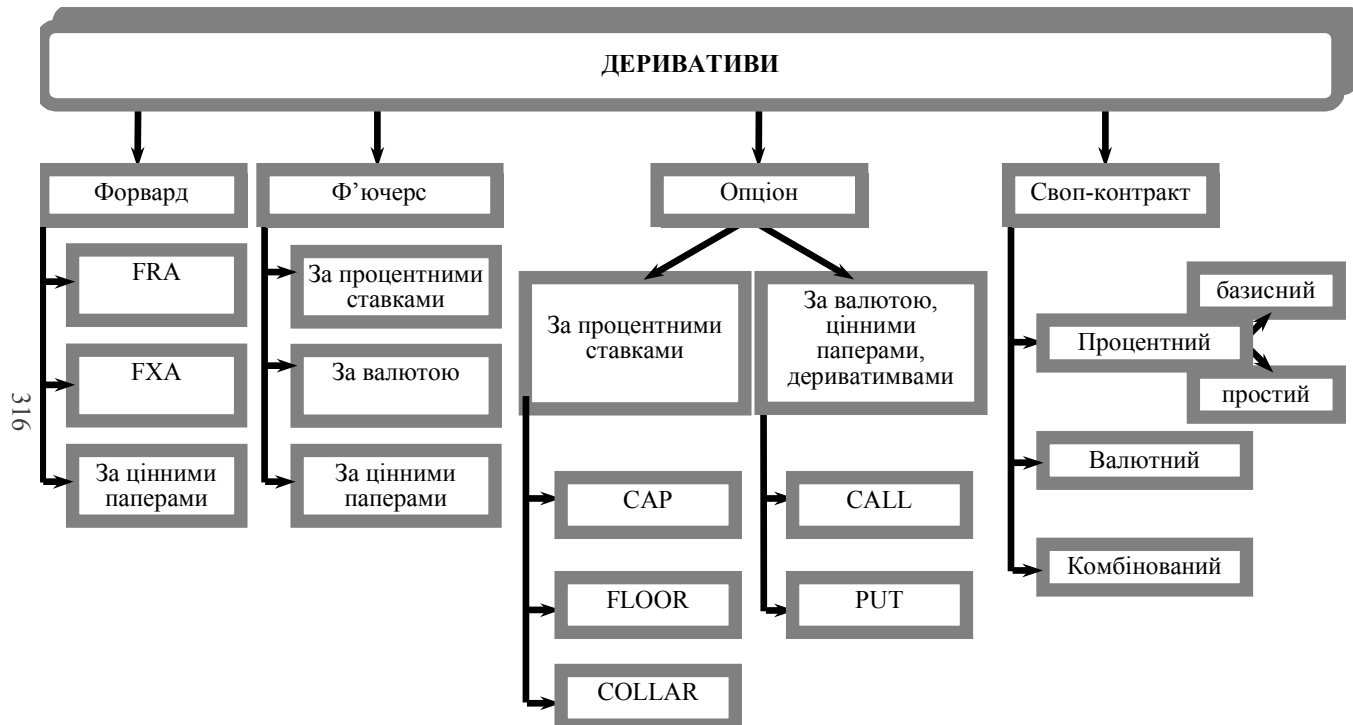 ДЕРИВАТИВИ
Форвард
FRA
FXA
За цінними
паперами
Ф’ючерс
За процентними
ставками
За валютою
За цінними
паперами
Опціон
За процентними
ставками
CAP
FLOOR
COLLAR
За валютою,
цінними
паперами,
дериватимвами
CALL
PUT
Своп-контракт
Процентний
базисний
простий
Валютний
Комбінований
316